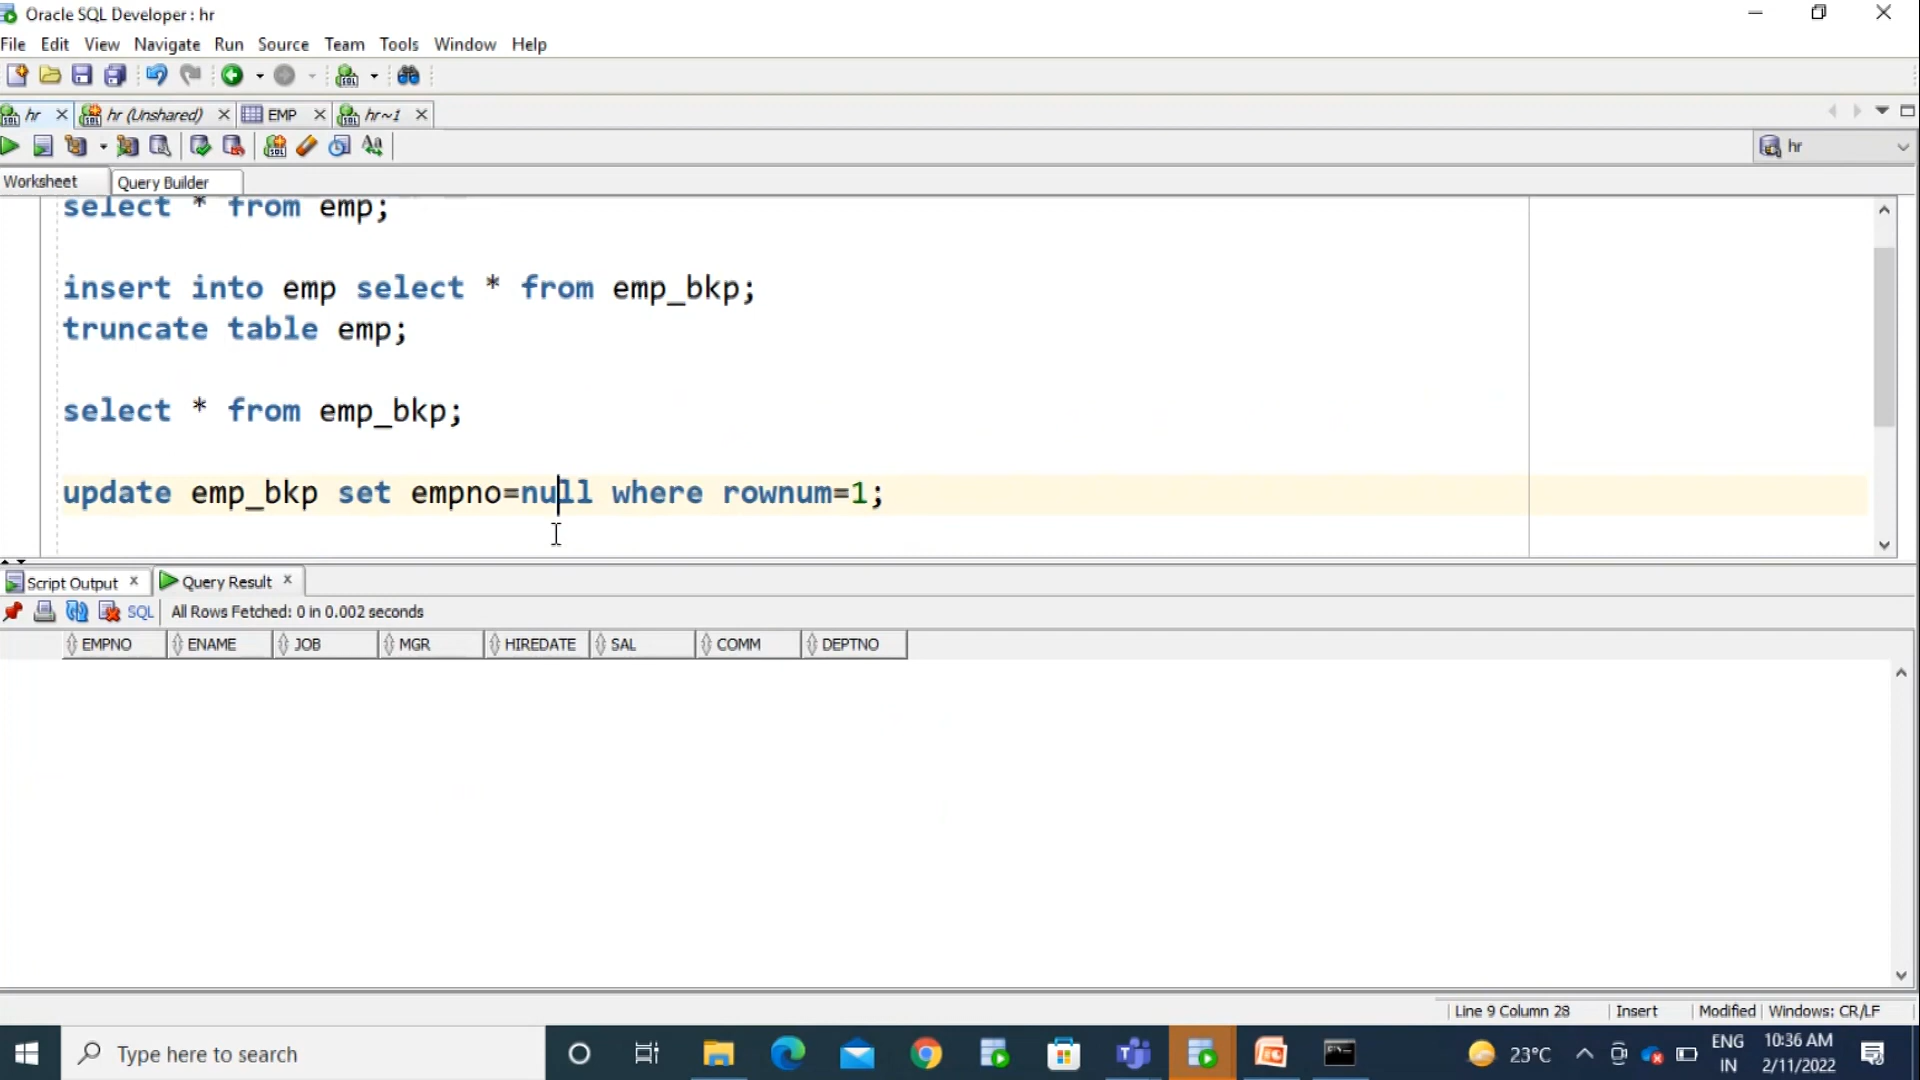 Oracle SQL Developer : hr
File Edit View Navigate Run Source Team Tools Window Help
hr hr (Unshared) EMP hr~1
hr
Worksheet Query Builder
select * from emp;
insert into emp select * from emp_bkp;
truncate table emp;
select * from emp_bkp;
update emp_bkp set empno=null where rownum=1;
Script Output Query Result
SQL All Rows Fetched: 0 in 0.002 seconds
EMPNO ENAME JOB MGR HIREDATE SAL COMM DEPTNO
Line 9 Column 28 Insert Modified Windows: CR/LF
Type here to search
23°C
ENG
IN
10:36 AM
2/11/2022